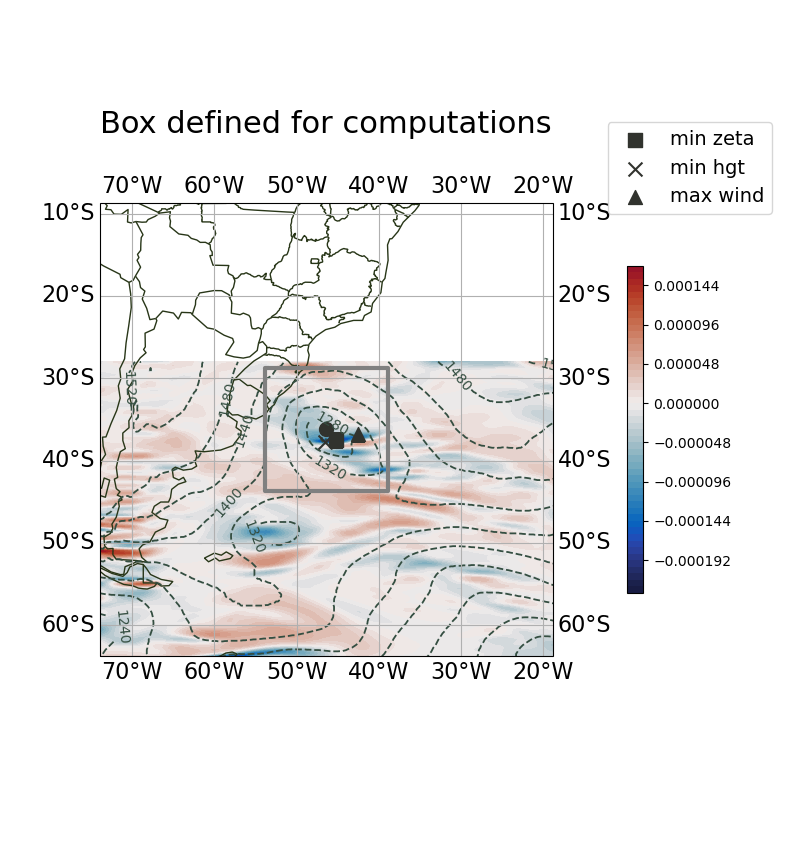 Box defined for computations
min zeta
min hgt
max wind
70°W 60°W 50°W 40°W 30°W 20°W
10°S 10°S
20°S 20°S
30°S 30°S
40°S 40°S
50°S 50°S
60°S 60°S
1520
1480
1440
1480
1280
1320
1400
1320
1240
70°W 60°W 50°W 40°W 30°W 20°W
0.000144
0.000096
0.000048
0.000000
−0.000048
−0.000096
−0.000144
−0.000192